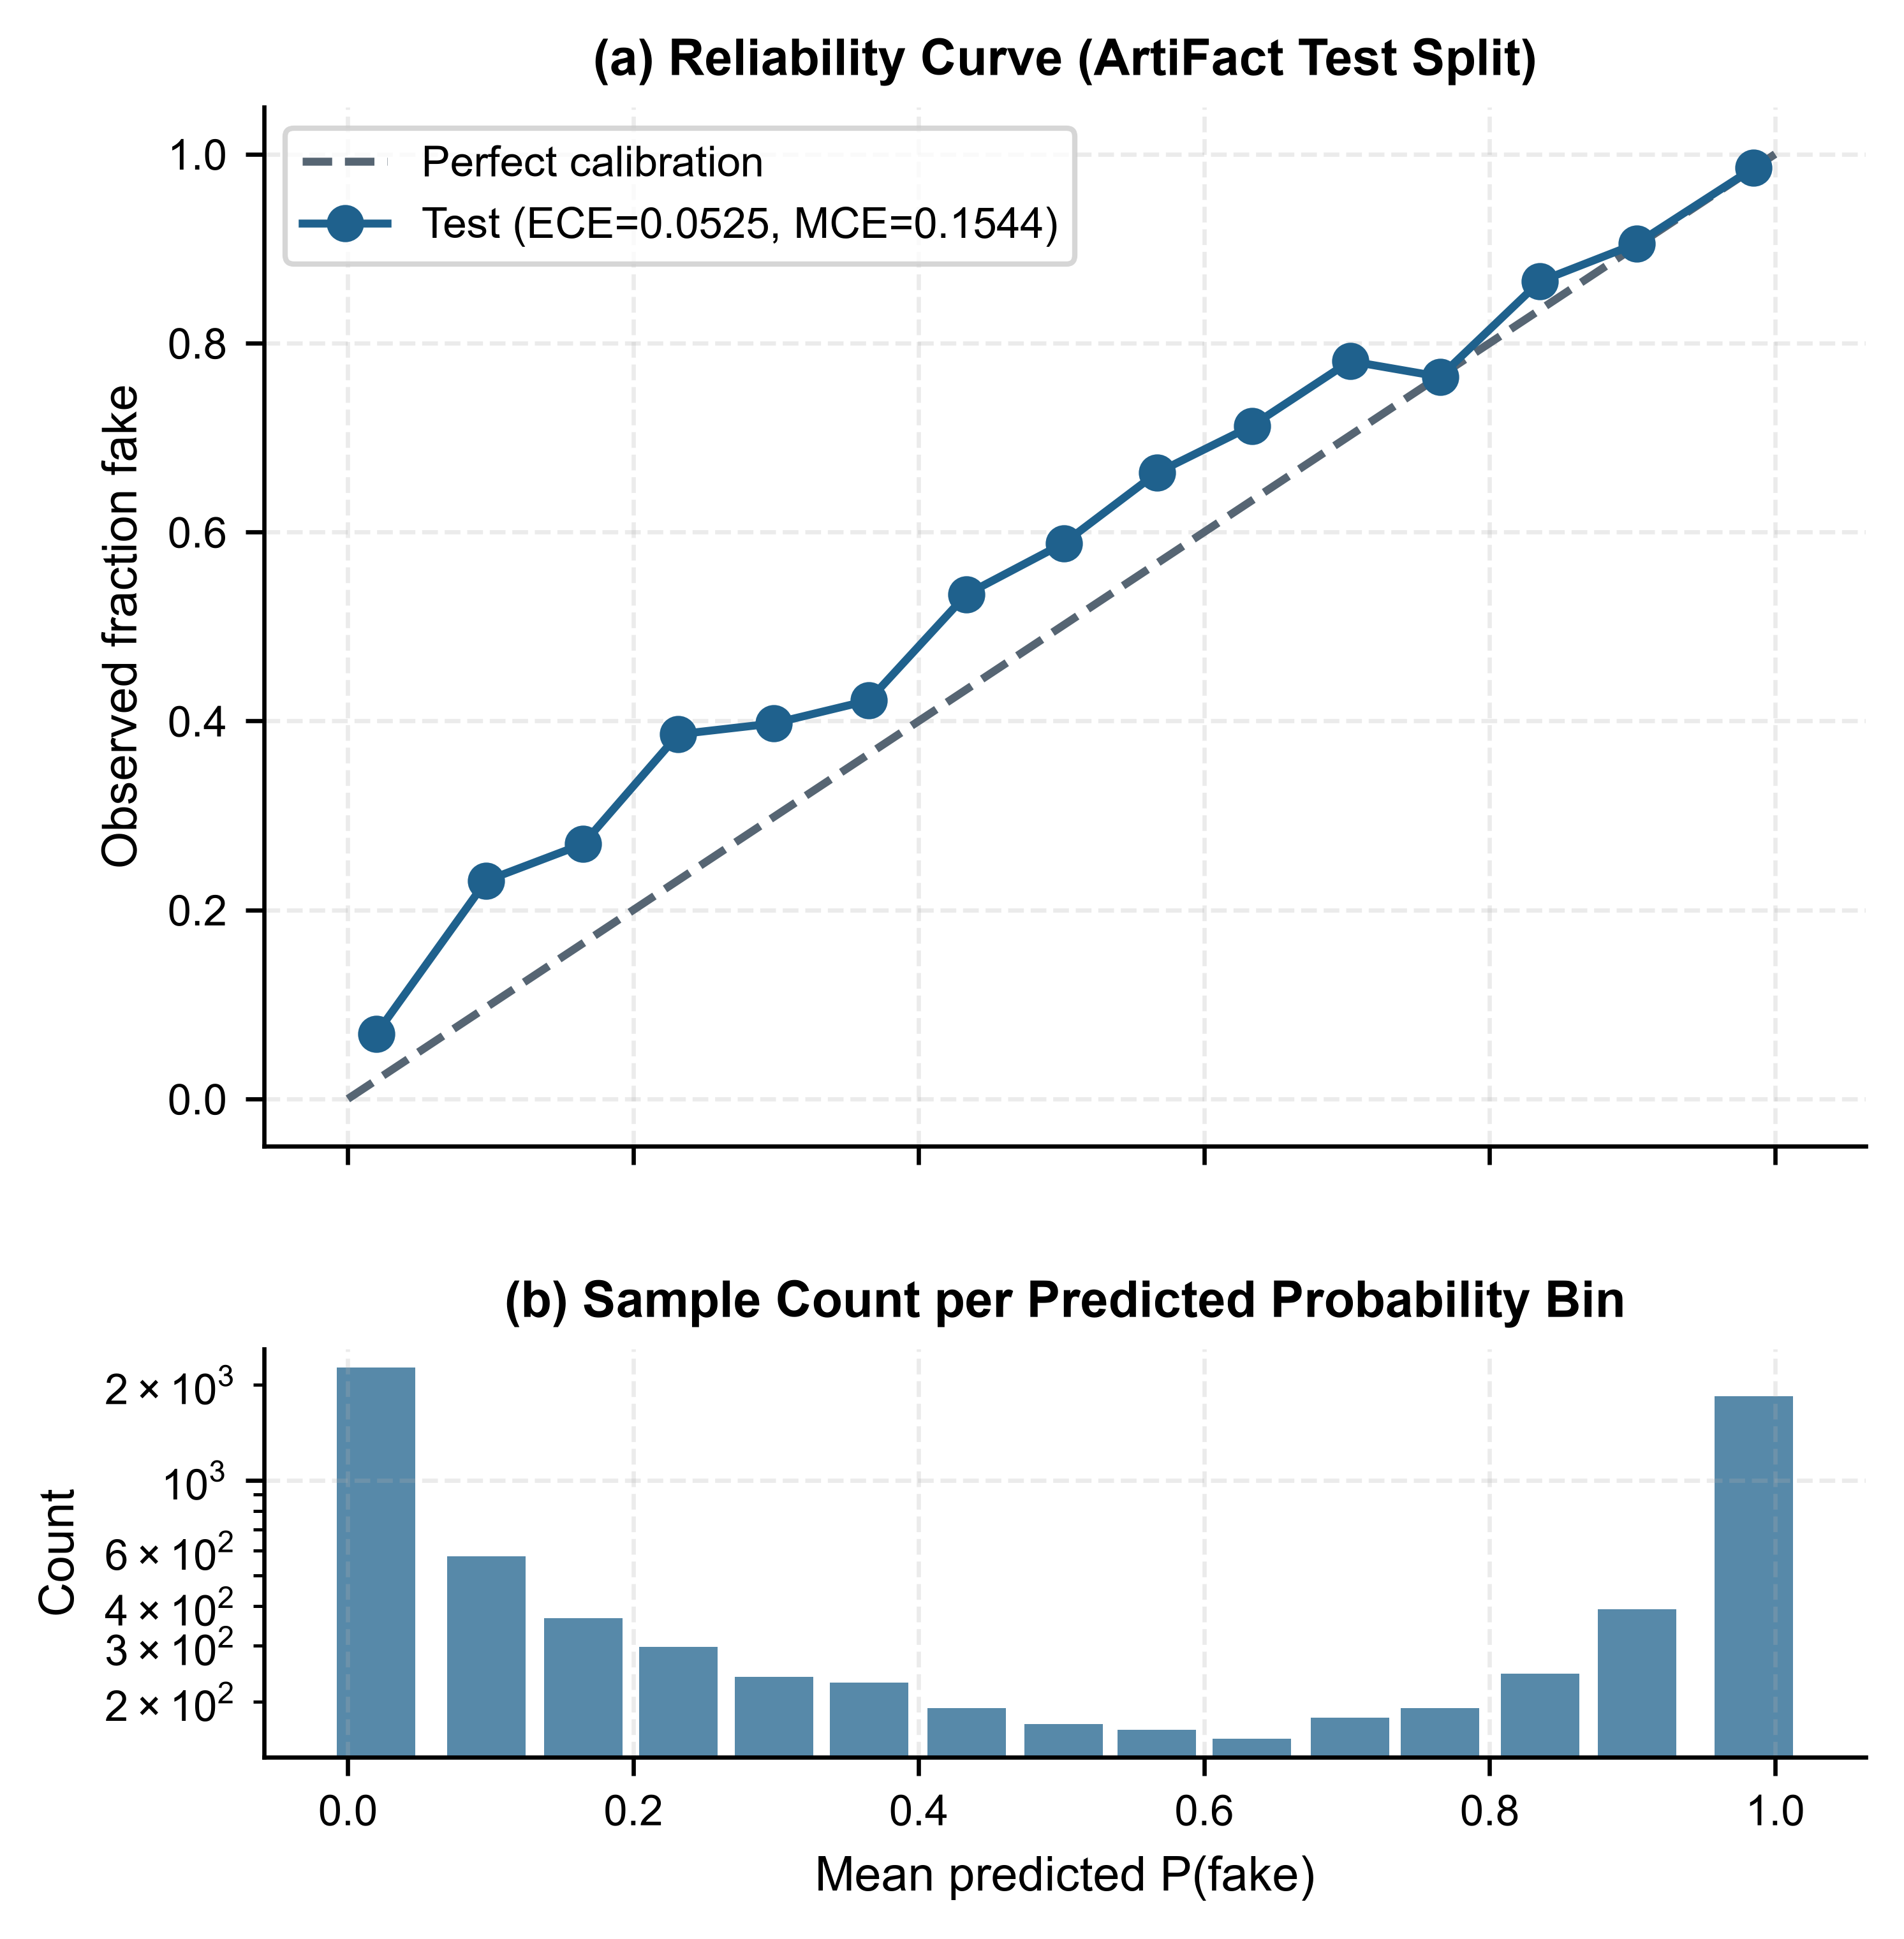 (a) Reliability Curve (ArtiFact Test Split)
Perfect calibration
Test (ECE=0.0525, MCE=0.1544)
Observed fraction fake
1.0
0.8
0.6
0.4
0.2
0.0
(b) Sample Count per Predicted Probability Bin
Count
2 × 10³
10³
6 × 10²
4 × 10²
3 × 10²
2 × 10²
0.0 0.2 0.4 0.6 0.8 1.0
Mean predicted P(fake)